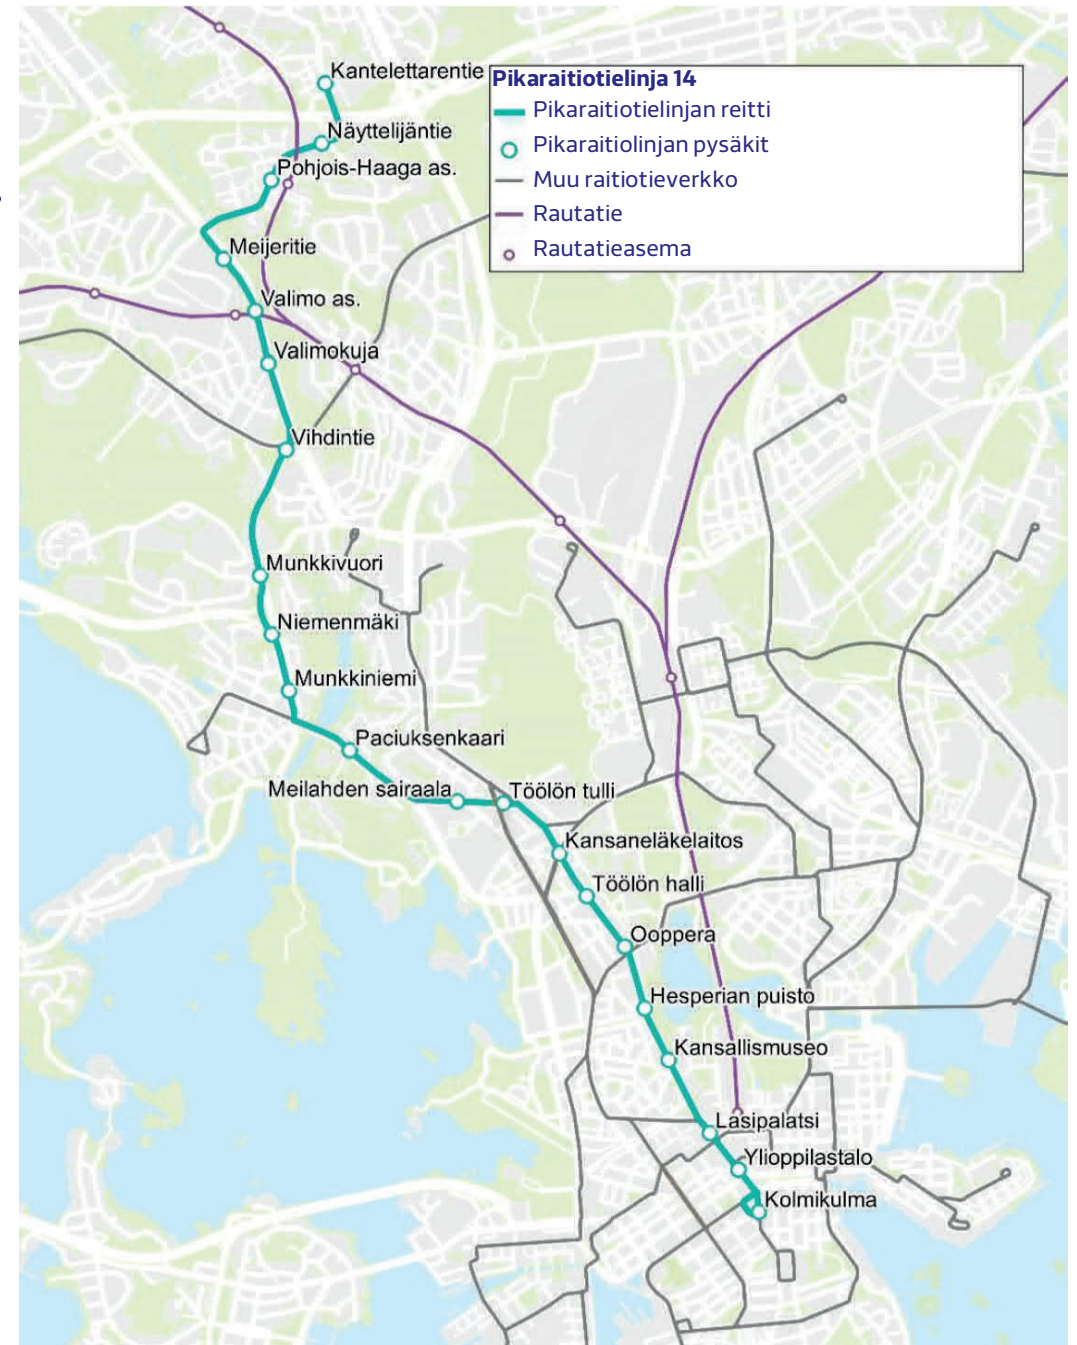 Kantelettarentie
Pikaraitiotielinja 14
Pikaraitiotielinjan reitti
Pikaraitiolinjan pysäkit
Muu raitiotieverkko
Rautatie
Rautatieasema
Näyttelijäntie
Pohjois-Haaga as.
Meijeritie
Valimo as.
Valimokuja
Vihdintie
Munkkivuori
Niemenmäki
Munkkiniemi
Paciuksenkaari
Meilahden sairaala
Töölön tulli
Kansaneläkelaitos
Töölön halli
Ooppera
Hesperian puisto
Kansallismuseo
Lasipalatsi
Ylioppilastalo
Kolmikulma